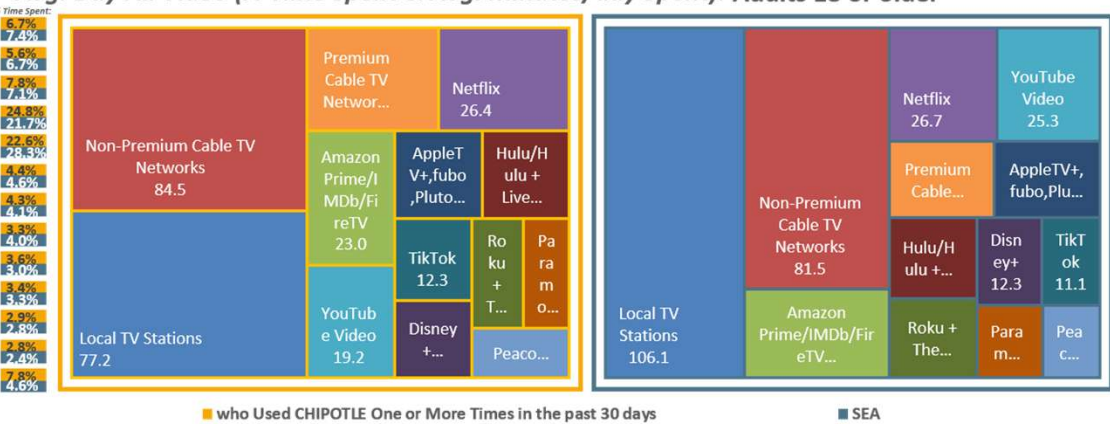 Time Spent:
6.7%
7.4%
5.6%
6.7%
7.8%
7.1%
24.8%
21.7%
22.6%
28.3%
4.4%
4.6%
4.3%
4.1%
3.3%
4.0%
3.6%
3.0%
3.4%
3.3%
2.9%
2.8%
2.8%
2.4%
7.8%
4.6%
Non-Premium Cable TV
Networks
84.5
Local TV Stations
77.2
Premium
Cable TV
Networ...
Netflix
26.4
Amazon
Prime/I
MDb/Fi
reTV
23.0
AppleT
V+,fubo
,Pluto...
Hulu/H
ulu +
Live...
YouTub
e Video
19.2
TikTok
12.3
Disney
+...
Ro
ku
+
T...
Pa
ra
m
o...
Peaco...
Local TV
Stations
106.1
Non-Premium
Cable TV
Networks
81.5
Amazon
Prime/IMDb/Fir
eTV...
Netflix
26.7
YouTube
Video
25.3
Premium
Cable...
AppleTV+,
fubo,Plu...
Hulu/H
ulu +...
Disn
ey+
12.3
TikT
ok
11.1
Roku +
The...
Para
m...
Pea
c...
who Used CHIPOTLE One or More Times in the past 30 days
SEA